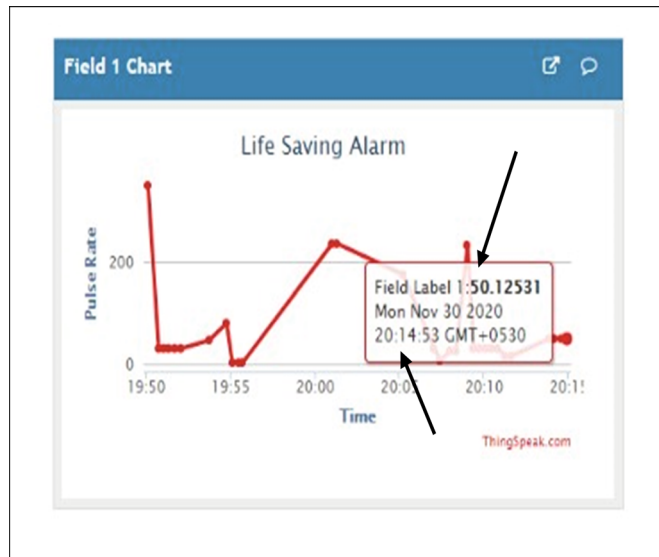 Field 1 Chart
Life Saving Alarm
Pulse Rate
200
0
Field Label 1:50.12531
Mon Nov 30 2020
20:14:53 GMT+0530
19:50 19:55 20:00 20:05 20:10 20:15
Time
ThingSpeak.com